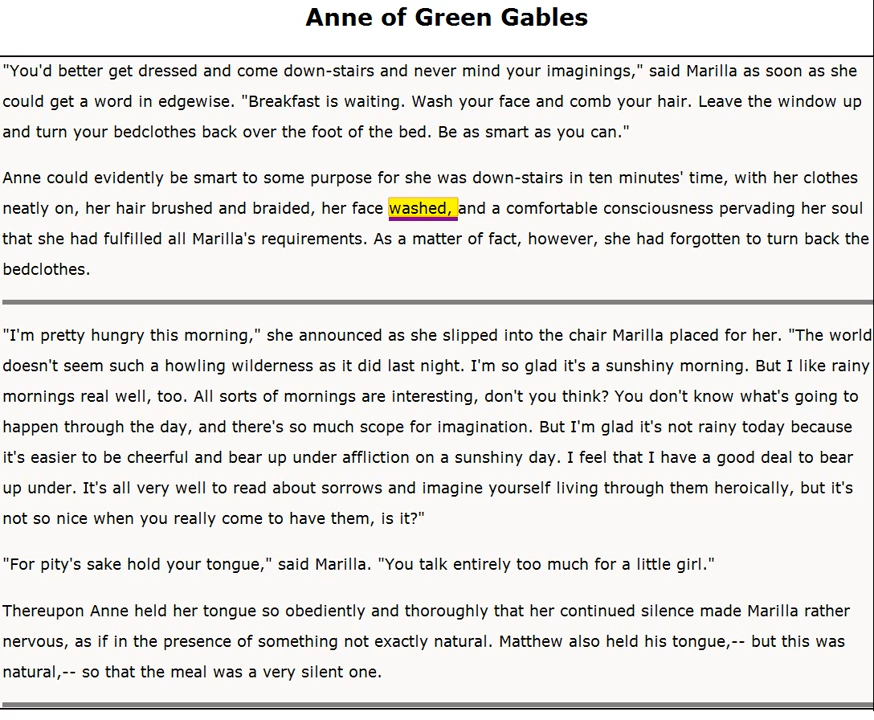 Anne of Green Gables
"You'd better get dressed and come down-stairs and never mind your imaginings," said Marilla as soon as she
could get a word in edgewise. "Breakfast is waiting. Wash your face and comb your hair. Leave the window up
and turn your bedclothes back over the foot of the bed. Be as smart as you can."
Anne could evidently be smart to some purpose for she was down-stairs in ten minutes' time, with her clothes
neatly on, her hair brushed and braided, her face washed, and a comfortable consciousness pervading her soul
that she had fulfilled all Marilla's requirements. As a matter of fact, however, she had forgotten to turn back the
bedclothes.
"I'm pretty hungry this morning," she announced as she slipped into the chair Marilla placed for her. "The world
doesn't seem such a howling wilderness as it did last night. I'm so glad it's a sunshiny morning. But I like rainy
mornings real well, too. All sorts of mornings are interesting, don't you think? You don't know what's going to
happen through the day, and there's so much scope for imagination. But I'm glad it's not rainy today because
it's easier to be cheerful and bear up under affliction on a sunshiny day. I feel that I have a good deal to bear
up under. It's all very well to read about sorrows and imagine yourself living through them heroically, but it's
not so nice when you really come to have them, is it?"
"For pity's sake hold your tongue," said Marilla. "You talk entirely too much for a little girl."
Thereupon Anne held her tongue so obediently and thoroughly that her continued silence made Marilla rather
nervous, as if in the presence of something not exactly natural. Matthew also held his tongue,-- but this was
natural,-- so that the meal was a very silent one.